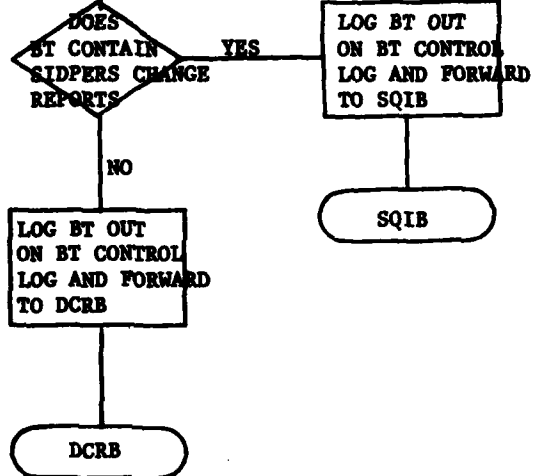 DOES
BT CONTAIN
SIDPERS CHANGE
REPORTS
YES
LOG BT OUT
ON BT CONTROL
LOG AND FORWARD
TO SQIB
SQIB
NO
LOG BT OUT
ON BT CONTROL
LOG AND FORWARD
TO DCRB
DCRB